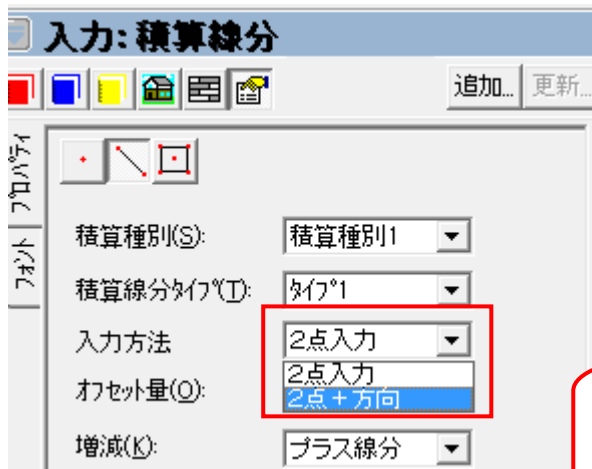 入力:積算線分
追加... 更新...
プロパティ
フォント
積算種別(S): 積算種別1
積算線分タイプ(T): タイプ1
入力方法 2点入力
2点入力
オフセット量(O): 2点+方向
増減(K): プラス線分